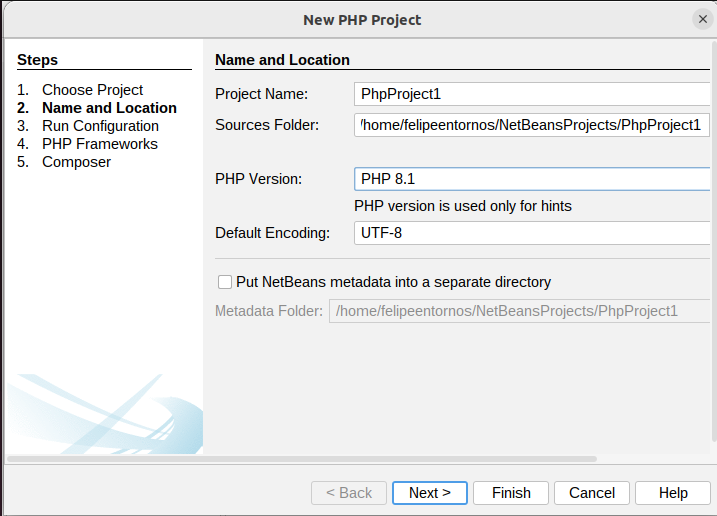 New PHP Project
Steps
1. Choose Project
2. Name and Location
3. Run Configuration
4. PHP Frameworks
5. Composer
Name and Location
Project Name: PhpProject1
Sources Folder: /home/felipeentornos/NetBeansProjects/PhpProject1
PHP Version: PHP 8.1
PHP version is used only for hints
Default Encoding: UTF-8
Put NetBeans metadata into a separate directory
Metadata Folder: /home/felipeentornos/NetBeansProjects/PhpProject1
< Back Next > Finish Cancel Help